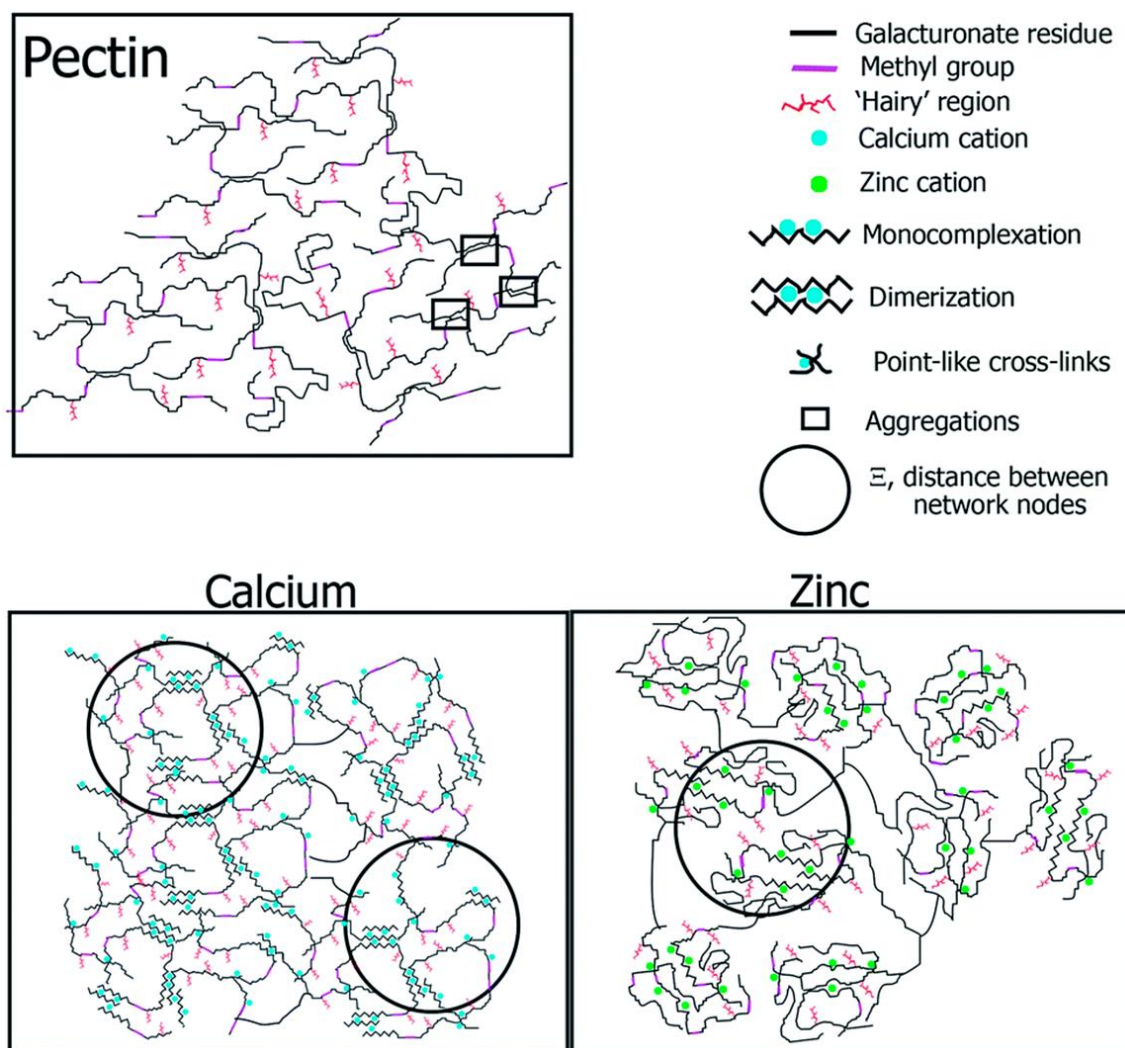 Pectin
Galacturonate residue
Methyl group
‘Hairy’ region
Calcium cation
Zinc cation
Monocomplexation
Dimerization
Point-like cross-links
Aggregations
Ξ, distance between
network nodes
Calcium
Zinc